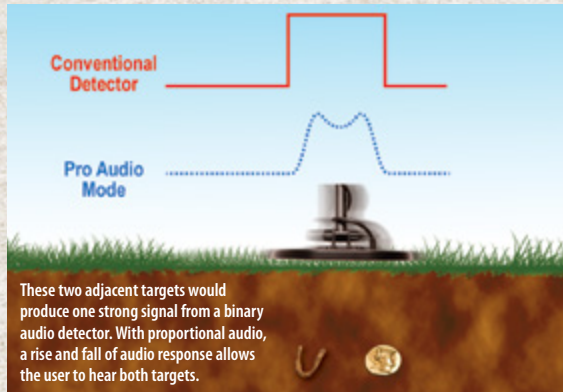 Conventional
Detector
Pro Audio
Mode
These two adjacent targets would
produce one strong signal from a binary
audio detector. With proportional audio,
a rise and fall of audio response allows
the user to hear both targets.